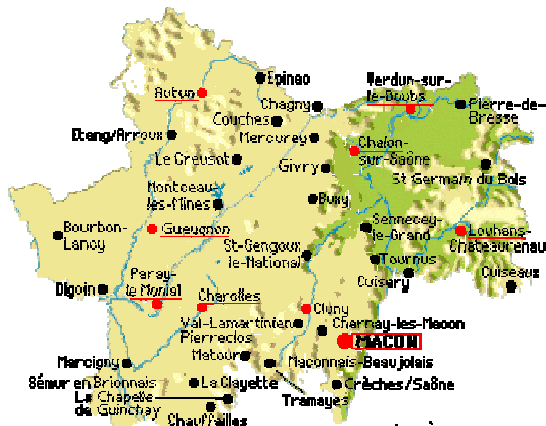 Epinac
Verdun-sur-
le-Doubs
Autun
Chagny
Pierre-de-
Bresse
Couches
Etang/Arroux
Mercurey
Chalon-
sur-Saône
Le Creusot
Givry
St Germain du Bois
Montceau
les-Mines
Buxy
Sennecey-
le-Grand
Bourbon-
Lancy
Gueugnon
Louhans-
Chateaurenau
St-Gengoux
le-National
Tournus
Cuisery
Cuiseaux
Paray-
le Monial
Digoin
Charolles
Cluny
Val-Lamartinien
Pierreclos
Charnay-les-Macon
MACON
Matour
Marcigny
Maconnais-Beaujolais
Sémur en Brionnais
La Clayette
Crèches/Saône
La Chapelle
de Guinchay
Tramayes
Chauffailles